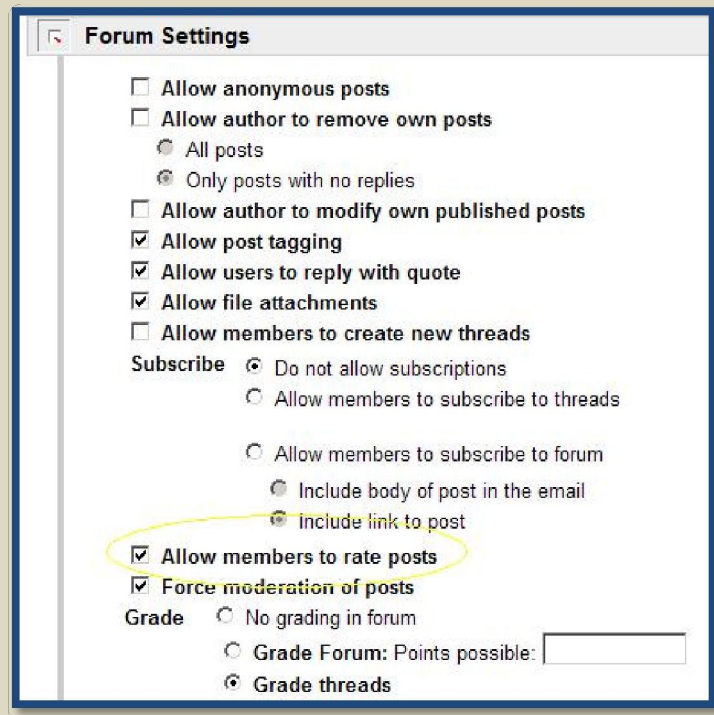 Forum Settings
Allow anonymous posts
Allow author to remove own posts
All posts
Only posts with no replies
Allow author to modify own published posts
Allow post tagging
Allow users to reply with quote
Allow file attachments
Allow members to create new threads
Subscribe Do not allow subscriptions
Allow members to subscribe to threads
Allow members to subscribe to forum
Include body of post in the email
Include link to post
Allow members to rate posts
Force moderation of posts
Grade No grading in forum
Grade Forum: Points possible:
Grade threads